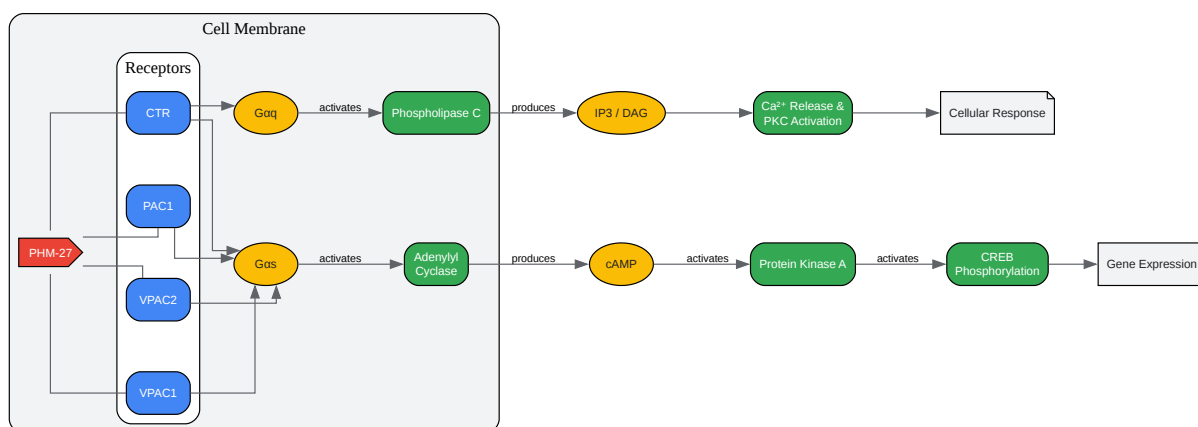 Cell Membrane
Receptors
CTR
Gαq
activates
Phospholipase C
produces
IP3 / DAG
Ca²⁺ Release &
PKC Activation
Cellular Response
PAC1
PHM-27
Gαs
activates
Adenylyl
Cyclase
produces
cAMP
activates
Protein Kinase A
activates
CREB
Phosphorylation
Gene Expression
VPAC2
VPAC1